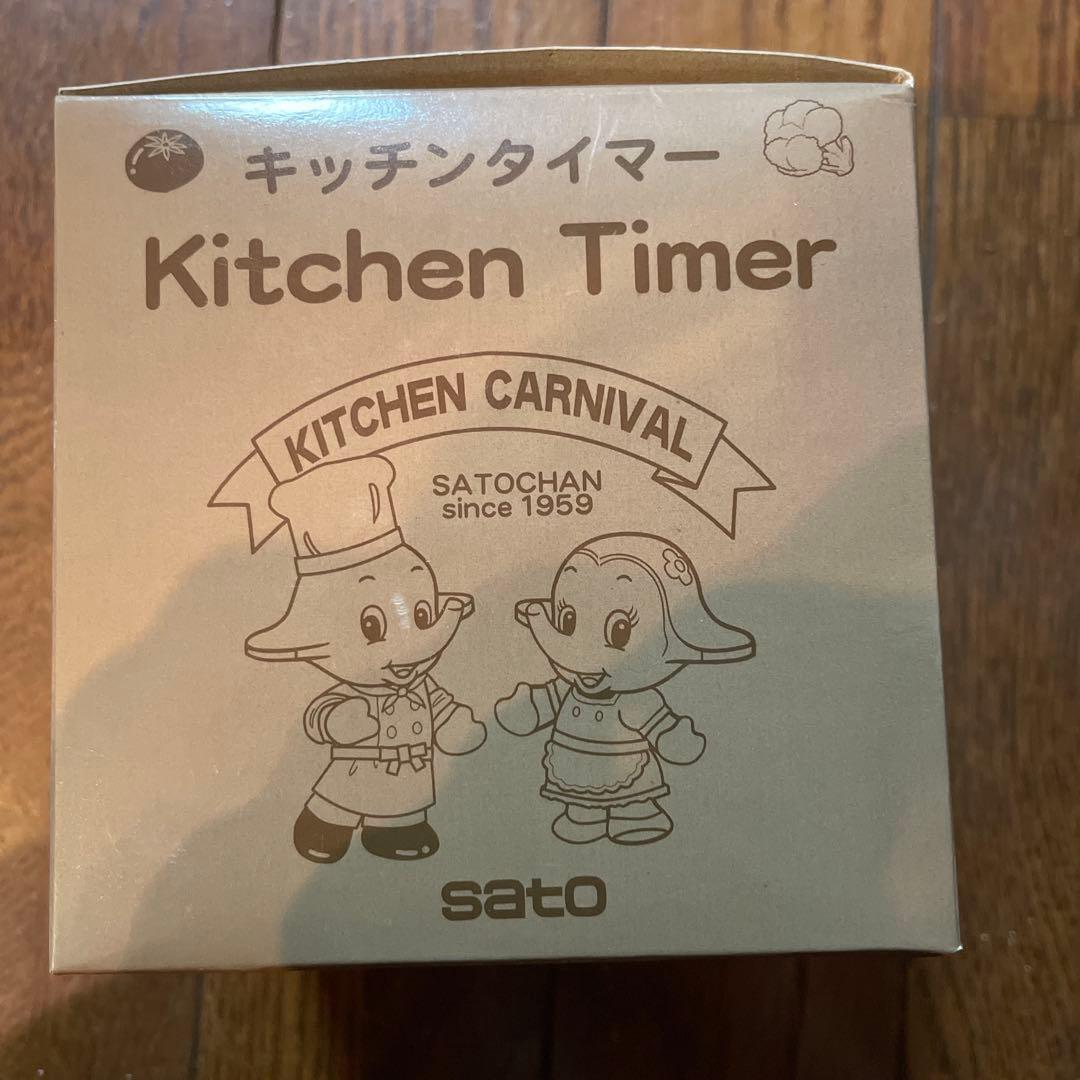 キッチンタイマー
Kitchen Timer
KITCHEN CARNIVAL
SATOCHAN
since 1959
sato